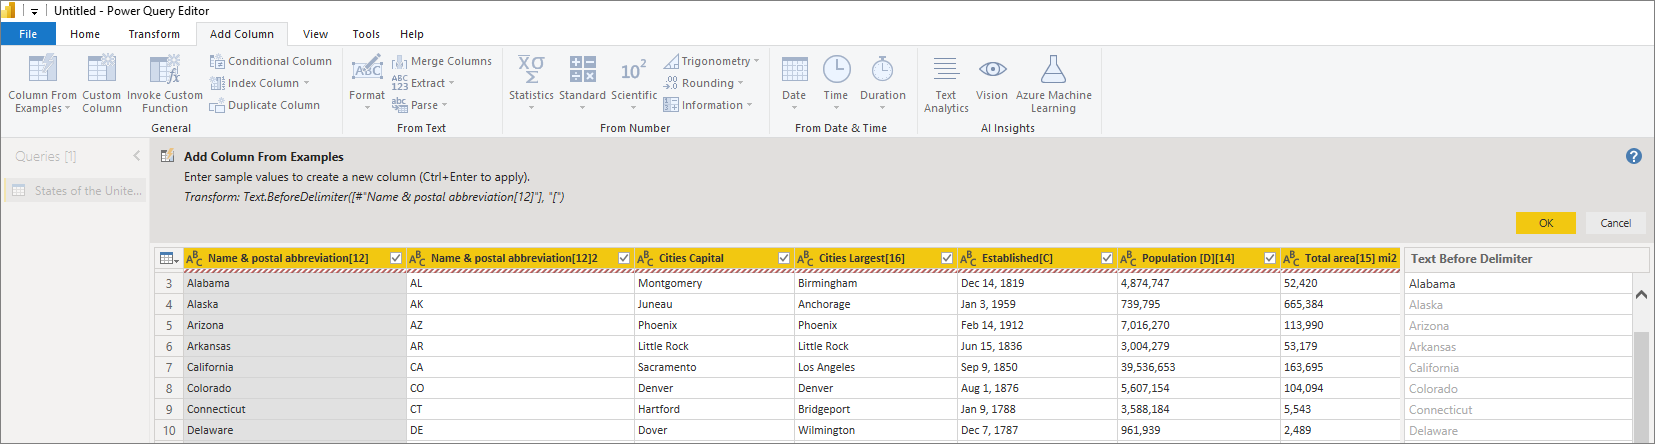 Untitled - Power Query Editor
File Home Transform Add Column View Tools Help
Column From Examples
Custom Column
Invoke Custom Function
Conditional Column
Index Column
Duplicate Column
General
ABC
Format
Merge Columns
ABC 123 Extract
abc Parse
From Text
XΟ Σ
Statistics
Standard
10²
Scientific
Trigonometry
.00 →.0 Rounding
Information
From Number
Date
Time
Duration
From Date & Time
Text Analytics
Vision
Azure Machine Learning
AI Insights
Queries [1]
States of the Unite...
Add Column From Examples
Enter sample values to create a new column (Ctrl+Enter to apply).
Transform: Text.BeforeDelimiter([#"Name & postal abbreviation[12]"], "[")
?
OK Cancel
ABC Name & postal abbreviation[12] ABC Name & postal abbreviation[12]2 ABC Cities Capital ABC Cities Largest[16] ABC Established[C] ABC Population [D][14] ABC Total area[15] mi2 Text Before Delimiter
3 Alabama AL Montgomery Birmingham Dec 14, 1819 4,874,747 52,420 Alabama
4 Alaska AK Juneau Anchorage Jan 3, 1959 739,795 665,384 Alaska
5 Arizona AZ Phoenix Phoenix Feb 14, 1912 7,016,270 113,990 Arizona
6 Arkansas AR Little Rock Little Rock Jun 15, 1836 3,004,279 53,179 Arkansas
7 California CA Sacramento Los Angeles Sep 9, 1850 39,536,653 163,695 California
8 Colorado CO Denver Denver Aug 1, 1876 5,607,154 104,094 Colorado
9 Connecticut CT Hartford Bridgeport Jan 9, 1788 3,588,184 5,543 Connecticut
10 Delaware DE Dover Wilmington Dec 7, 1787 961,939 2,489 Delaware